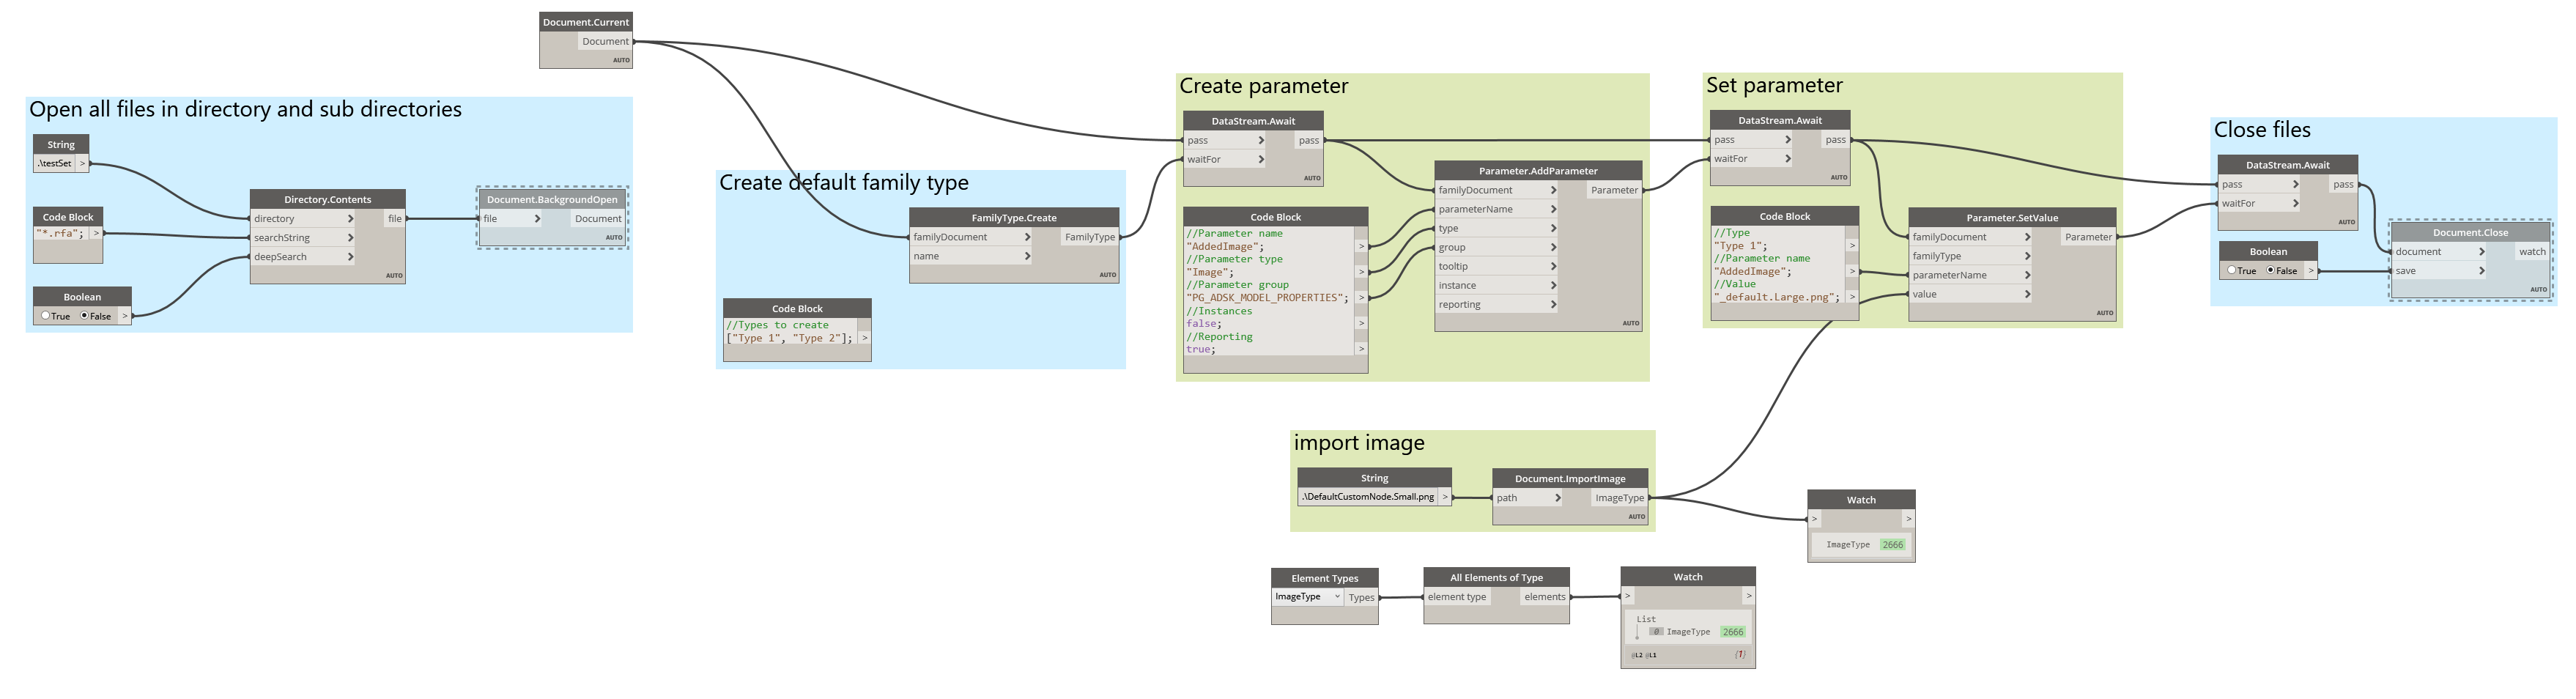 Document.Current
Document
AUTO
Open all files in directory and sub directories
String
.\testSet >
Code Block
"*.rfa"; >
Boolean
True False >
Directory.Contents
directory > file
searchString >
deepSearch >
AUTO
Document.BackgroundOpen
file > Document
AUTO
Create default family type
FamilyType.Create
familyDocument > FamilyType
name >
AUTO
Code Block
//Types to create
["Type 1", "Type 2"]; >
Create parameter
DataStream.Await
pass > pass
waitFor >
AUTO
Code Block
//Parameter name
"AddedImage"; >
//Parameter type
"Image"; >
//Parameter group
"PG_ADSK_MODEL_PROPERTIES"; >
//Instances
false; >
//Reporting
true; >
Parameter.AddParameter
familyDocument > Parameter
parameterName >
type >
group >
tooltip >
instance >
reporting >
AUTO
Set parameter
DataStream.Await
pass > pass
waitFor >
AUTO
Code Block
//Type
"Type 1"; >
//Parameter name
"AddedImage"; >
//Value
"_default.Large.png"; >
Parameter.SetValue
familyDocument > Parameter
familyType >
parameterName >
value >
AUTO
Close files
DataStream.Await
pass > pass
waitFor >
AUTO
Boolean
True False >
Document.Close
document > watch
save >
AUTO
import image
String
.\DefaultCustomNode.Small.png >
Document.ImportImage
path > ImageType
AUTO
Watch
> >
ImageType 2666
Element Types
ImageType Types
All Elements of Type
element type elements
Watch
> >
List
0 ImageType 2666
@L2 @L1 {1}